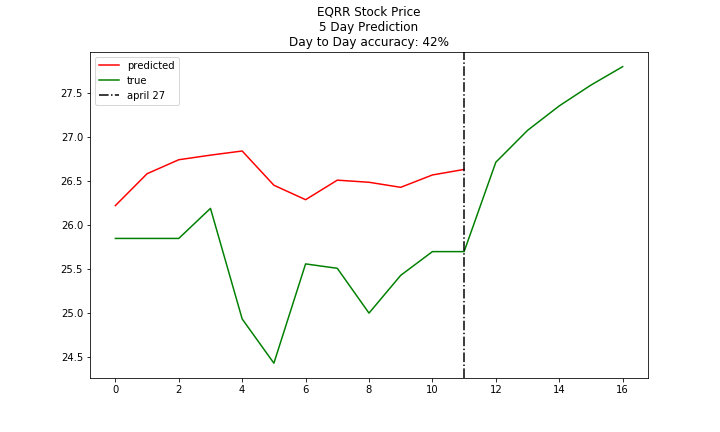 EQRR Stock Price
5 Day Prediction
Day to Day accuracy: 42%
predicted
true
april 27
27.5
27.0
26.5
26.0
25.5
25.0
24.5
0 2 4 6 8 10 12 14 16